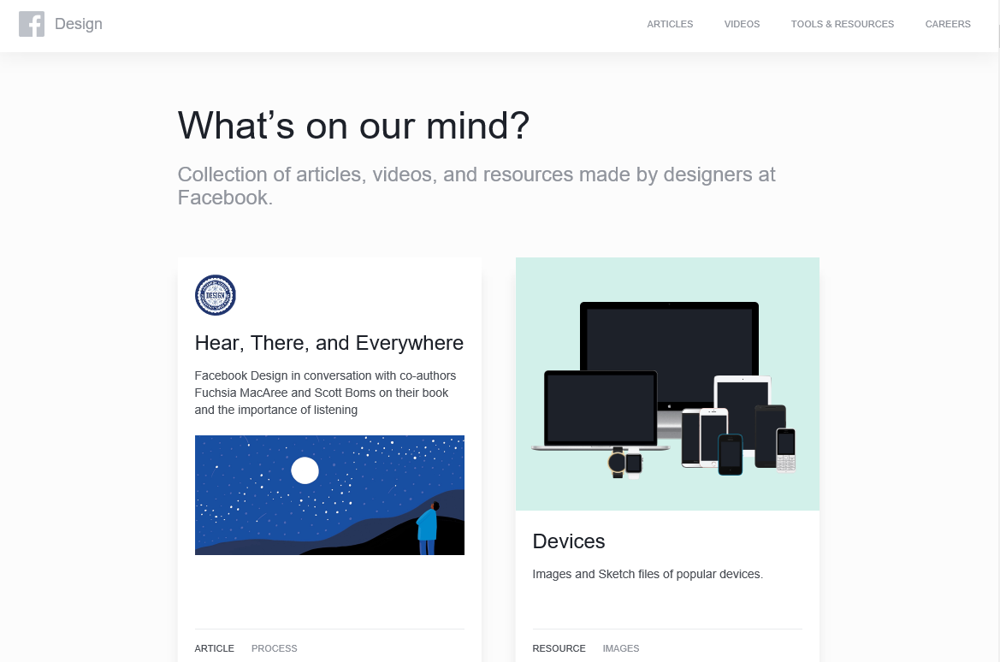 Design
ARTICLES VIDEOS TOOLS & RESOURCES CAREERS
What’s on our mind?
Collection of articles, videos, and resources made by designers at
Facebook.
DESIGN
Hear, There, and Everywhere
Facebook Design in conversation with co-authors
Fuchsia MacAree and Scott Boms on their book
and the importance of listening
ARTICLE PROCESS
Devices
Images and Sketch files of popular devices.
RESOURCE IMAGES